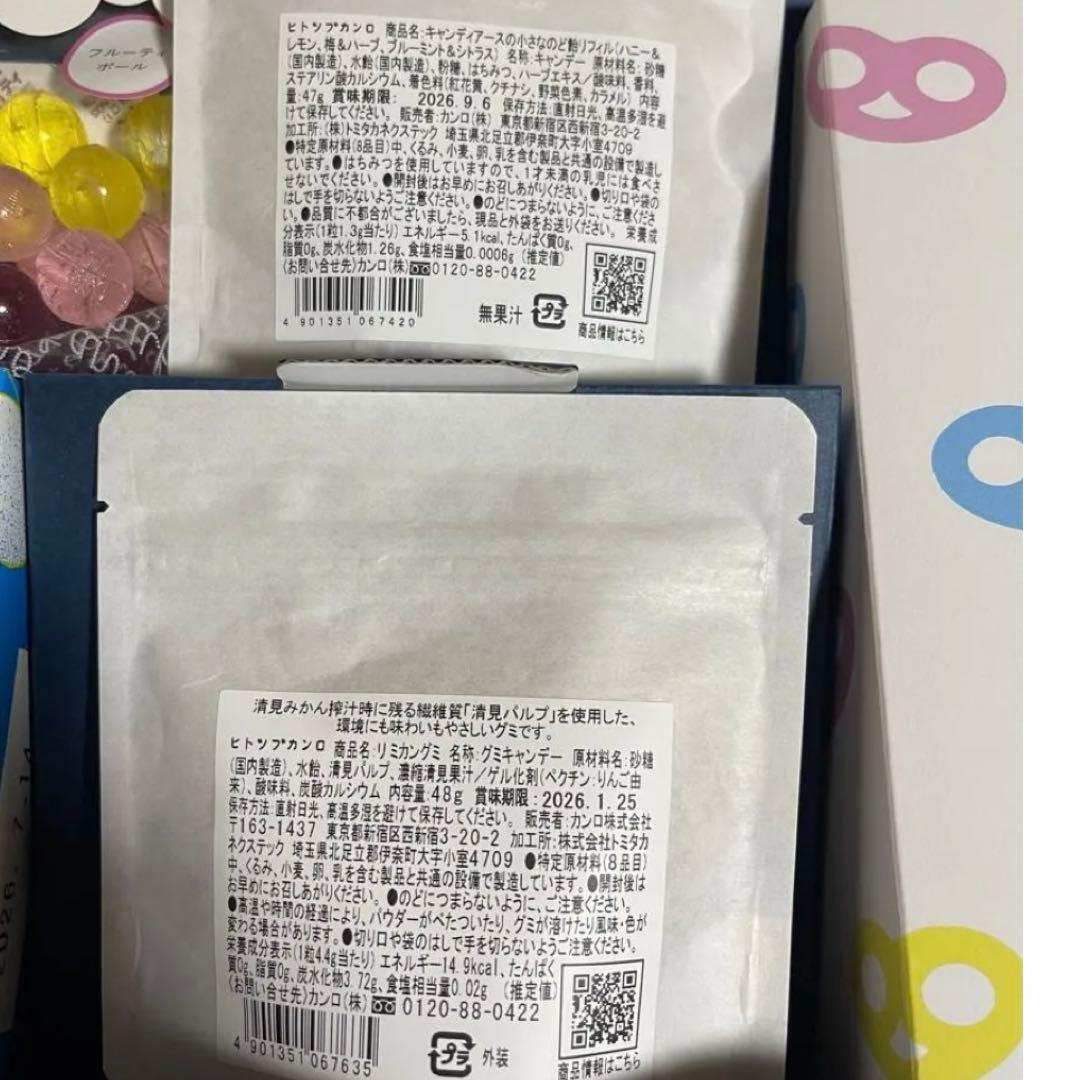 フルーティ
ボール
ヒトツブカンロ 商品名:キャンディアースの小さなのど飴リフィル(ハニー&
レモン、梅&ハーブ、ブルーミント&シトラス) 名称:キャンデー 原材料名:砂糖
(国内製造)、水飴(国内製造)、粉糖、はちみつ、ハーブエキス/酸味料、香料、
ステアリン酸カルシウム、着色料(紅花黄、クチナシ、野菜色素、カラメル) 内容
量:47g 賞味期限: 2026.9.6 保存方法:直射日光、高温多湿を避
けて保存してください。 販売者:カンロ(株) 東京都新宿区西新宿3-20-2
加工所:(株)トミタカネクステック 埼玉県北足立郡伊奈町大字小室4709
●特定原材料(8品目)中、くるみ、小麦、卵、乳を含む製品と共通の設備で製造し
ています。●はちみつを使用していますので、1才未満の乳児には食べさ
せないでください。●開封後はお早めにお召しあがりください。●切り口や袋の
はしで手を切らないようご注意ください。●のどにつまらないように、ご注意くださ
い。●品質に不都合がございましたら、現品と外袋をお送りください。 栄養成
分表示(1粒1.3g当たり) エネルギー5.1kcal、たんぱく質0g、
脂質0g、炭水化物1.26g、食塩相当量0.0006g (推定値)
(お問い合せ先)カンロ(株) 0120-88-0422
4 901351 067420
無果汁 プラ
商品情報はこちら
清見みかん搾汁時に残る繊維質「清見パルプ」を使用した、
環境にも味わいもやさしいグミです。
ヒトツブカンロ 商品名:リミカングミ 名称:グミキャンデー 原材料名:砂糖
(国内製造)、水飴、清見パルプ、濃縮清見果汁/ゲル化剤(ペクチン:りんご由
来)、酸味料、炭酸カルシウム 内容量:48g 賞味期限:2026.1.25
保存方法:直射日光、高温多湿を避けて保存してください。 販売者:カンロ株式会社
〒163-1437 東京都新宿区西新宿3-20-2 加工所:株式会社トミタカ
ネクステック 埼玉県北足立郡伊奈町大字小室4709 ●特定原材料(8品目)
中、くるみ、小麦、卵、乳を含む製品と共通の設備で製造しています。●開封後は
お早めにお召しあがりください。●のどにつまらないように、ご注意ください。
●高温や時間の経過により、パウダーがべたついたり、グミが溶けたり風味・色が
変わる場合があります。●切り口や袋のはしで手を切らないようご注意ください。
栄養成分表示(1粒4.4g当たり) エネルギー14.9kcal、たんぱく
質0g、脂質0g、炭水化物3.72g、食塩相当量0.02g (推定値)
(お問い合せ先)カンロ(株) 0120-88-0422
4 901351 067635
プラ 外装
商品情報はこちら
2026.7.14